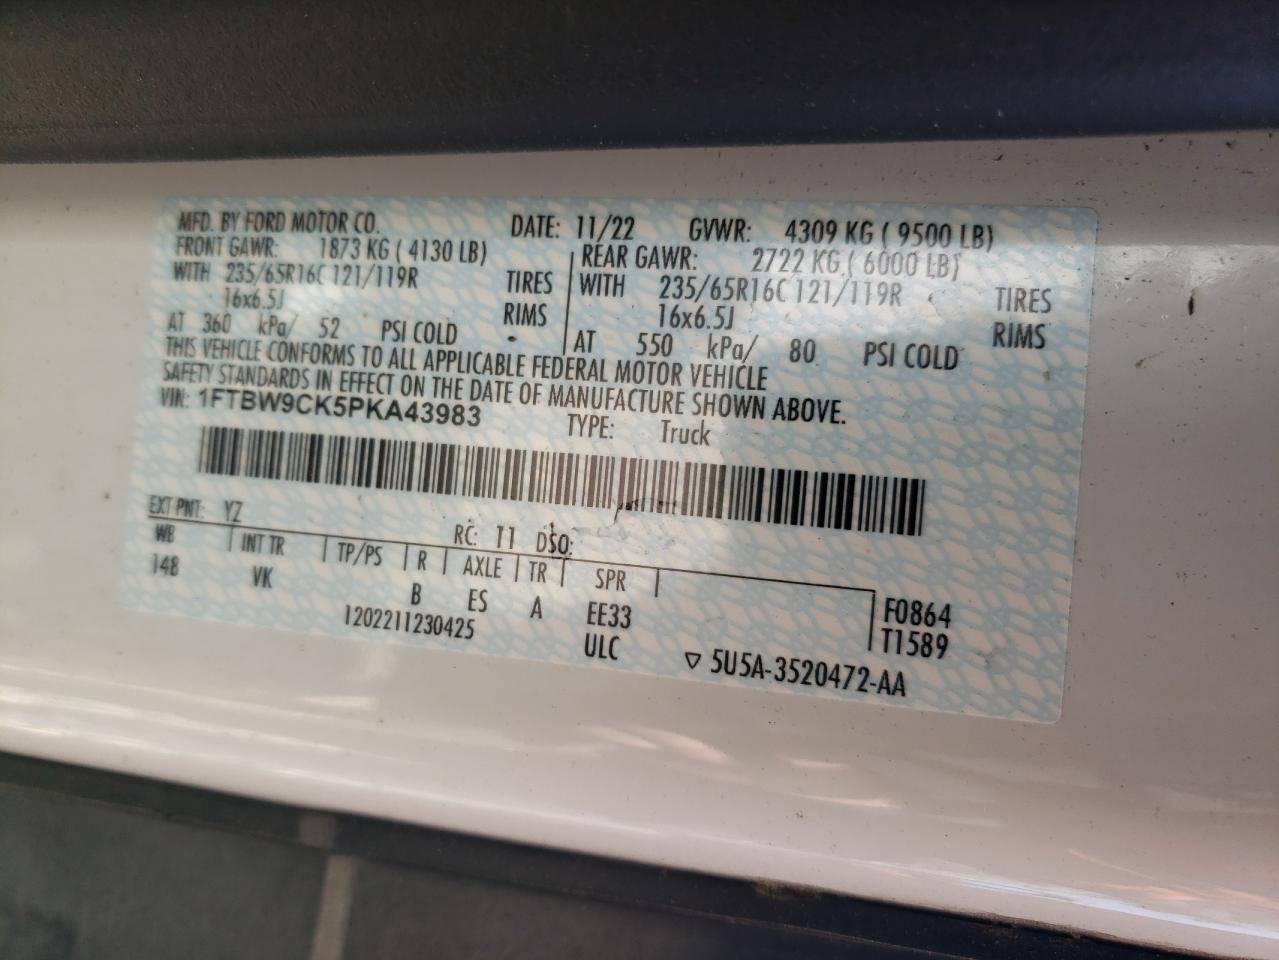 MFD. BY FORD MOTOR CO. DATE: 11/22 GVWR: 4309 KG ( 9500 LB)
FRONT GAWR: 1873 KG ( 4130 LB) REAR GAWR: 2722 KG ( 6000 LB)
WITH 235/65R16C 121/119R TIRES WITH 235/65R16C 121/119R TIRES
16x6.5J RIMS 16x6.5J RIMS
AT 360 kPa/ 52 PSI COLD AT 550 kPa/ 80 PSI COLD
THIS VEHICLE CONFORMS TO ALL APPLICABLE FEDERAL MOTOR VEHICLE
SAFETY STANDARDS IN EFFECT ON THE DATE OF MANUFACTURE SHOWN ABOVE.
VIN: 1FTBW9CK5PKA43983 TYPE: Truck
EXT PNT: YZ RC: 11 DSO:
WB INT TR TP/PS R AXLE TR SPR
148 VK B ES A EE33 F0864
1202211230425 ULC T1589
▽ 5U5A-3520472-AA